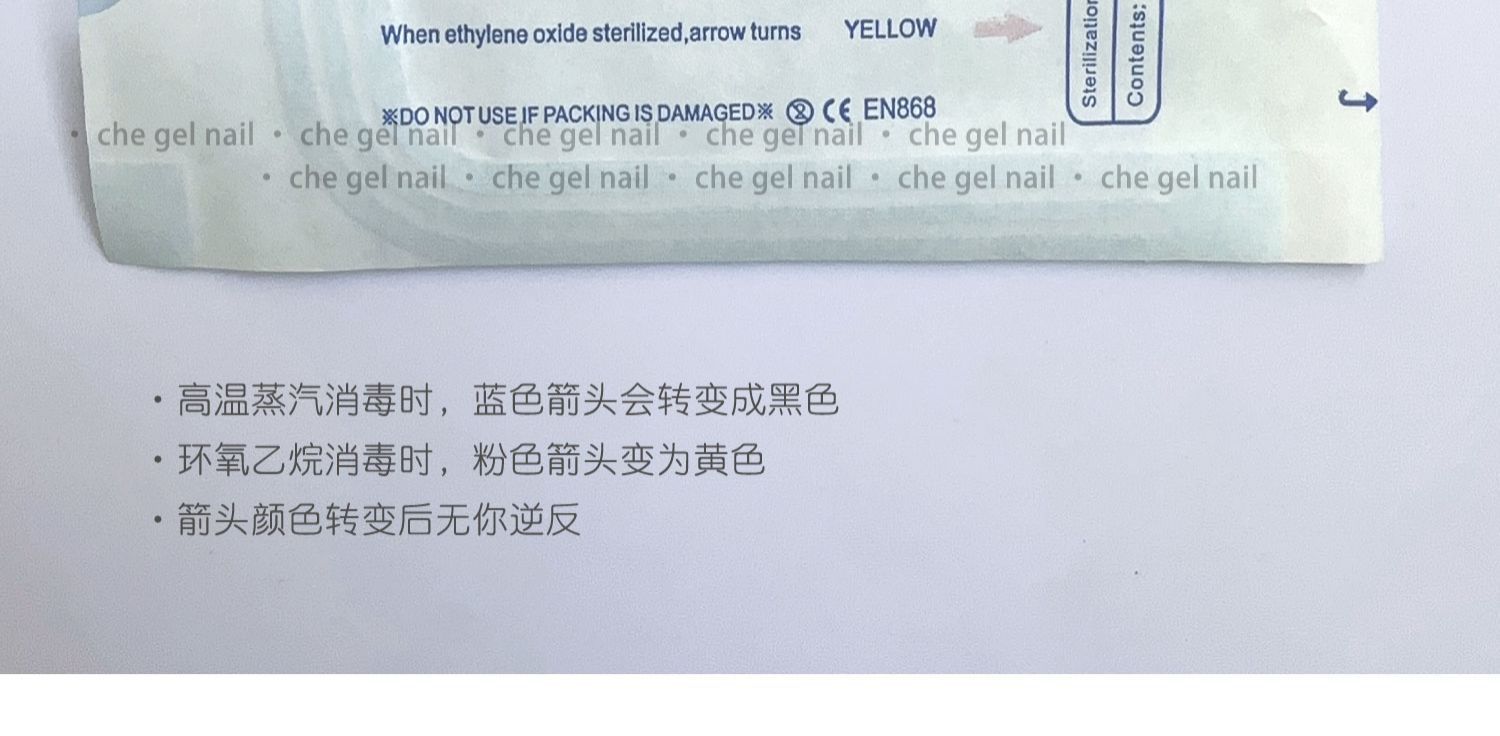 When ethylene oxide sterilized,arrow turns YELLOW
Sterilization
Contents;
※DO NOT USE IF PACKING IS DAMAGED※ CE EN868
• che gel nail • che gel nail • che gel nail • che gel nail • che gel nail
• che gel nail • che gel nail • che gel nail • che gel nail • che gel nail
·高温蒸汽消毒时，蓝色箭头会转变成黑色
·环氧乙烷消毒时，粉色箭头变为黄色
·箭头颜色转变后无你逆反